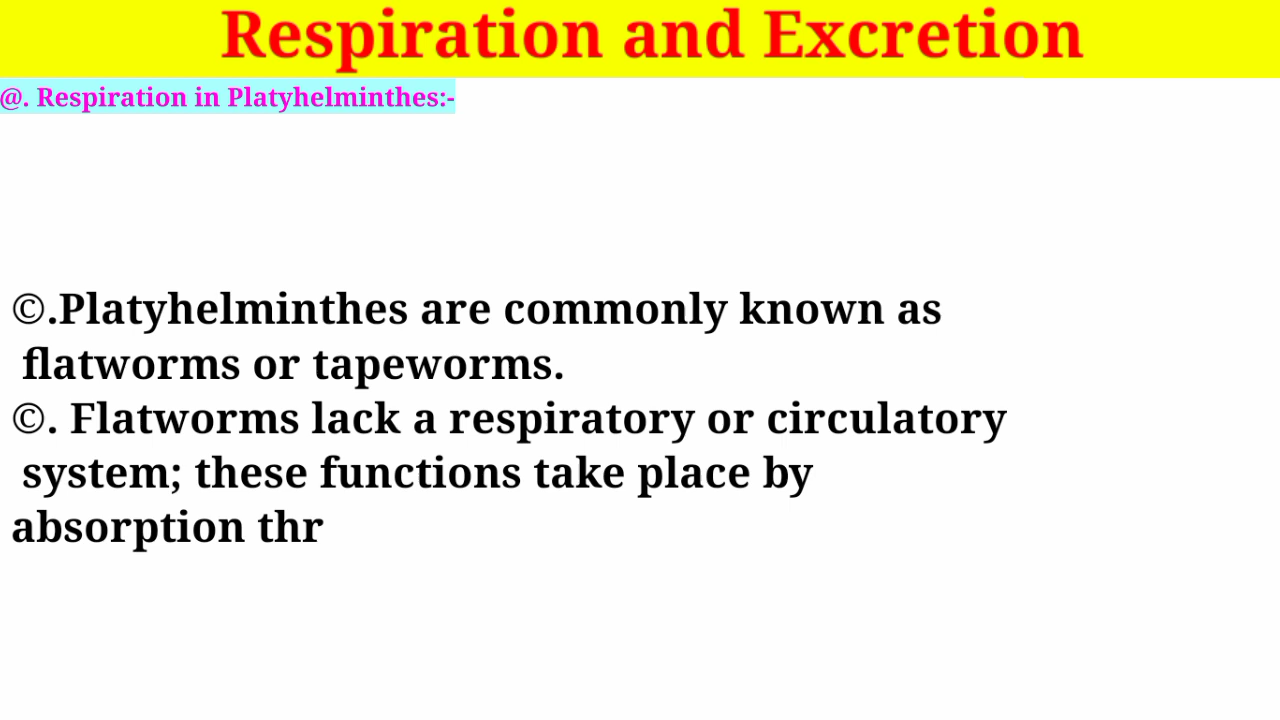 Respiration and Excretion
@. Respiration in Platyhelminthes:-
©.Platyhelminthes are commonly known as
flatworms or tapeworms.
©. Flatworms lack a respiratory or circulatory
system; these functions take place by
absorption thr